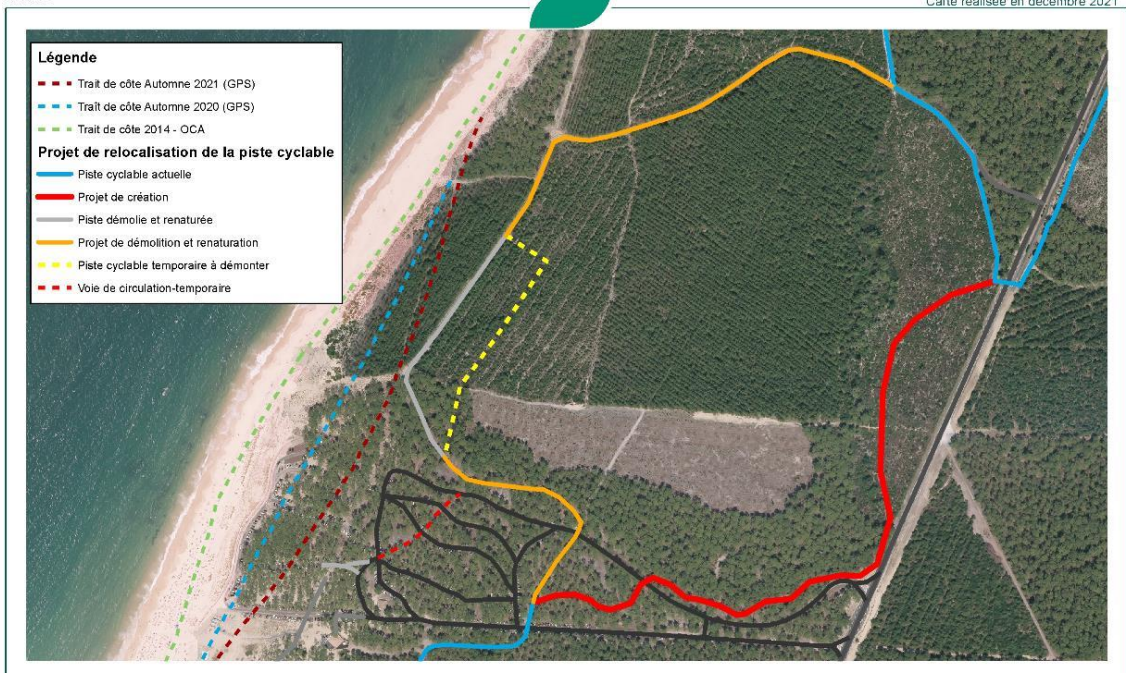 Carte réalisée en décembre 2021
Légende
Trait de côte Automne 2021 (GPS)
Traît de côte Automne 2020 (GPS)
Trait de côte 2014 - OCA
Projet de relocalisation de la piste cyclable
Piste cyclable actuelle
Projet de création
Piste démolie et renaturée
Projet de démolition et renaturation
Piste cyclable temporaire à démonter
Voie de circulation-temporaire